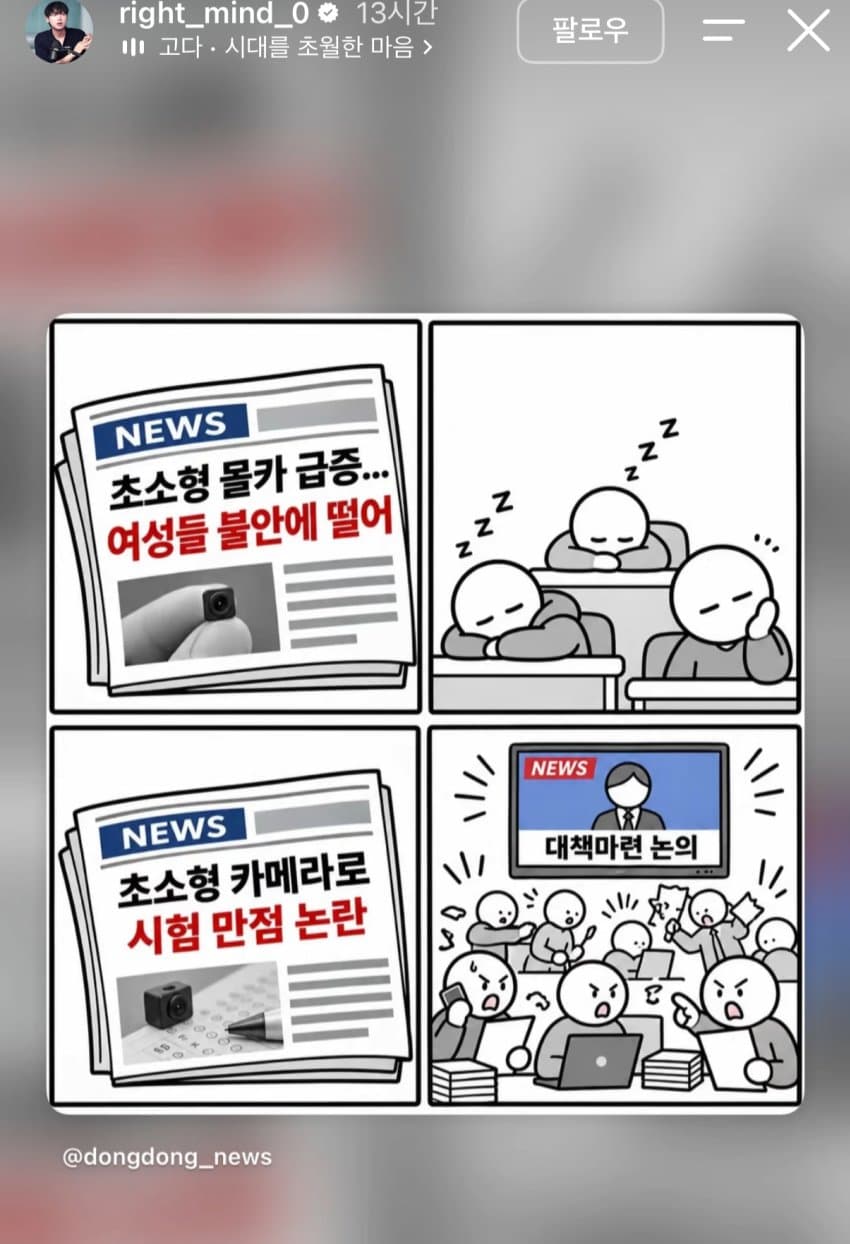 right_mind_0 13시간
고다 · 시대를 초월한 마음 >
팔로우
NEWS
초소형 몰카 급증...
여성들 불안에 떨어
z z z
z z z
...
NEWS
초소형 카메라로
시험 만점 논란
NEWS
대책마련 논의
@dongdong_news